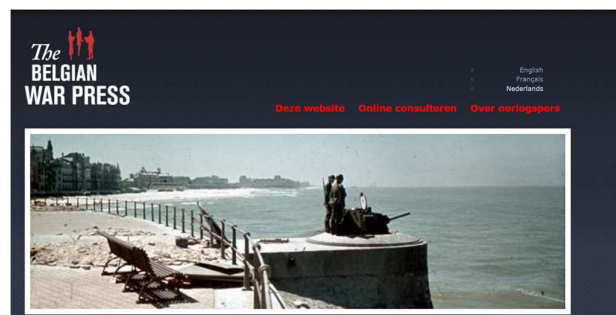 The
BELGIAN
WAR PRESS
English
Français
Nederlands
Deze website Online consulteren Over oorlogspers